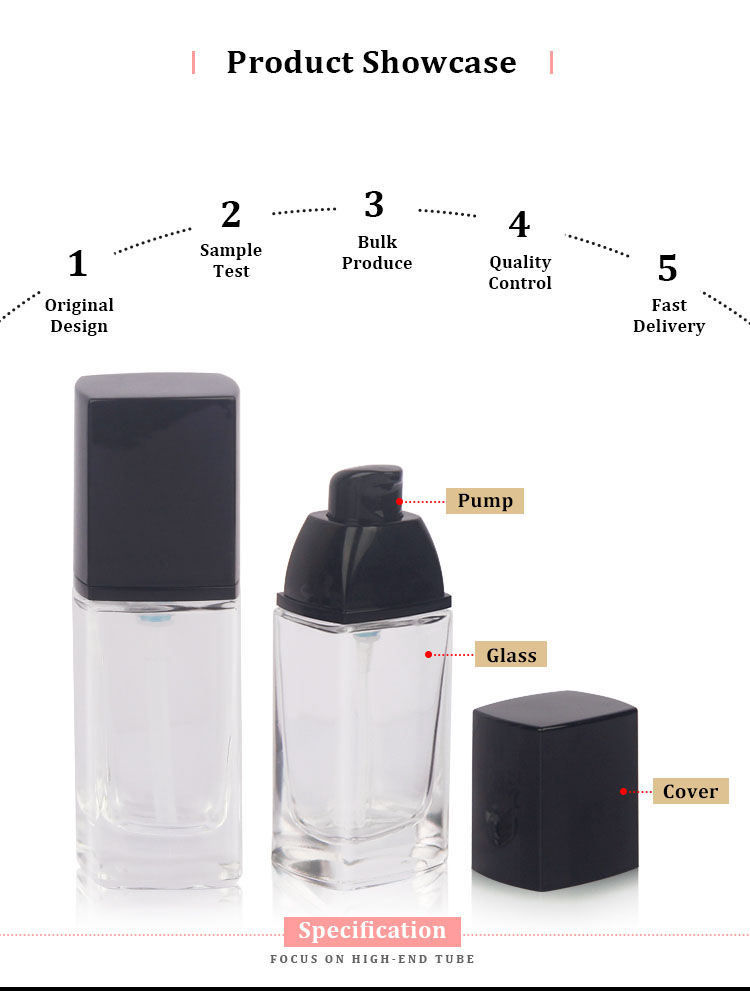 Product Showcase
1
Original
Design
2
Sample
Test
3
Bulk
Produce
4
Quality
Control
5
Fast
Delivery
Pump
Glass
Cover
Specification
FOCUS ON HIGH-END TUBE